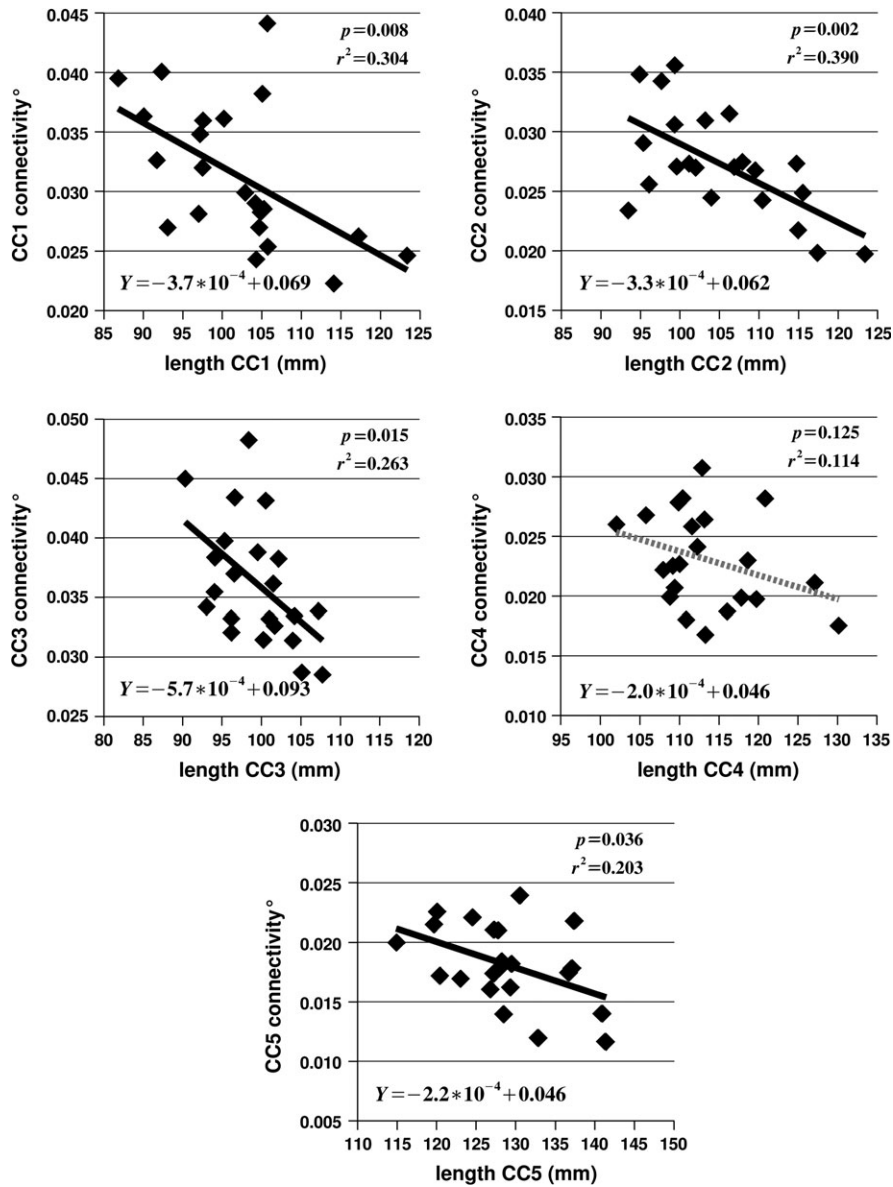 p=0.008
r²=0.304
CC1 connectivity°
0.045
0.040
0.035
0.030
0.025
0.020
Y=−3.7*10⁻⁴+0.069
85 90 95 100 105 110 115 120 125
length CC1 (mm)
p=0.002
r²=0.390
CC2 connectivity°
0.040
0.035
0.030
0.025
0.020
0.015
Y=−3.3*10⁻⁴+0.062
85 90 95 100 105 110 115 120 125
length CC2 (mm)
p=0.015
r²=0.263
CC3 connectivity°
0.050
0.045
0.040
0.035
0.030
0.025
Y=−5.7*10⁻⁴+0.093
80 85 90 95 100 105 110 115 120
length CC3 (mm)
p=0.125
r²=0.114
CC4 connectivity°
0.035
0.030
0.025
0.020
0.015
0.010
Y=−2.0*10⁻⁴+0.046
95 100 105 110 115 120 125 130 135
length CC4 (mm)
p=0.036
r²=0.203
CC5 connectivity°
0.030
0.025
0.020
0.015
0.010
0.005
Y=−2.2*10⁻⁴+0.046
110 115 120 125 130 135 140 145 150
length CC5 (mm)